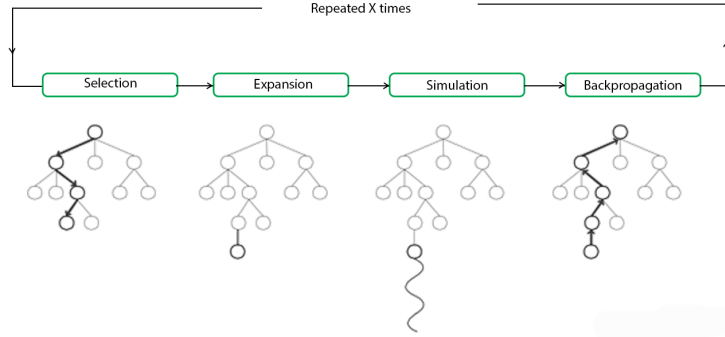 Repeated X times
Selection
Expansion
Simulation
Backpropagation